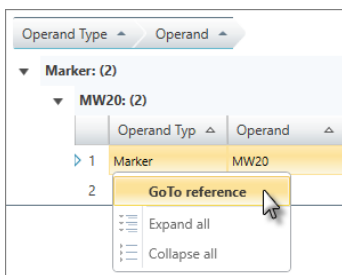 Operand Type Operand
Marker: (2)
MW20: (2)
Operand Typ Operand
1 Marker MW20
2 GoTo reference
Expand all
Collapse all